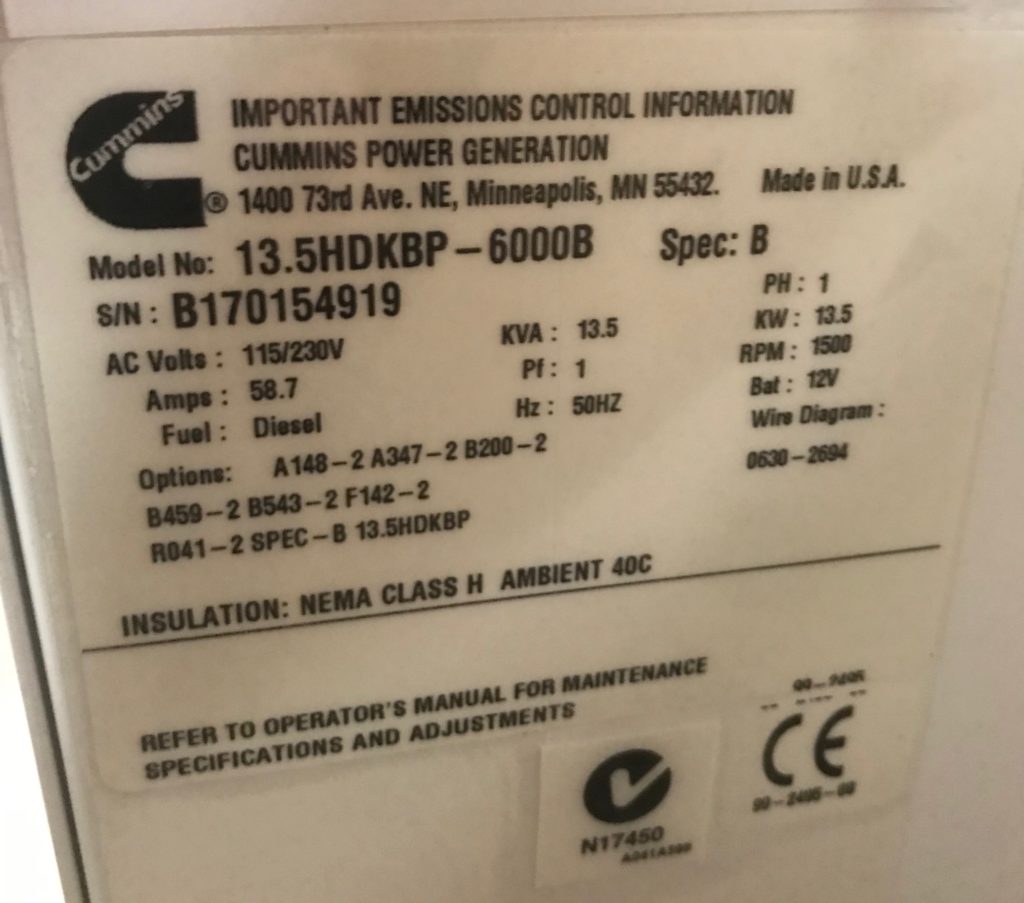 Cummins
IMPORTANT EMISSIONS CONTROL INFORMATION
CUMMINS POWER GENERATION
® 1400 73rd Ave. NE, Minneapolis, MN 55432. Made in U.S.A.
Model No: 13.5HDKBP-6000B Spec: B
S/N: B170154919 PH: 1
AC Volts: 115/230V KVA: 13.5 KW: 13.5
Amps: 58.7 Pf: 1 RPM: 1500
Fuel: Diesel Hz: 50HZ Bat: 12V
Options: A148-2 A347-2 B200-2 Wire Diagram:
B459-2 B543-2 F142-2 0630-2694
R041-2 SPEC-B 13.5HDKBP
INSULATION: NEMA CLASS H AMBIENT 40C
REFER TO OPERATOR'S MANUAL FOR MAINTENANCE
SPECIFICATIONS AND ADJUSTMENTS
CE
N17450